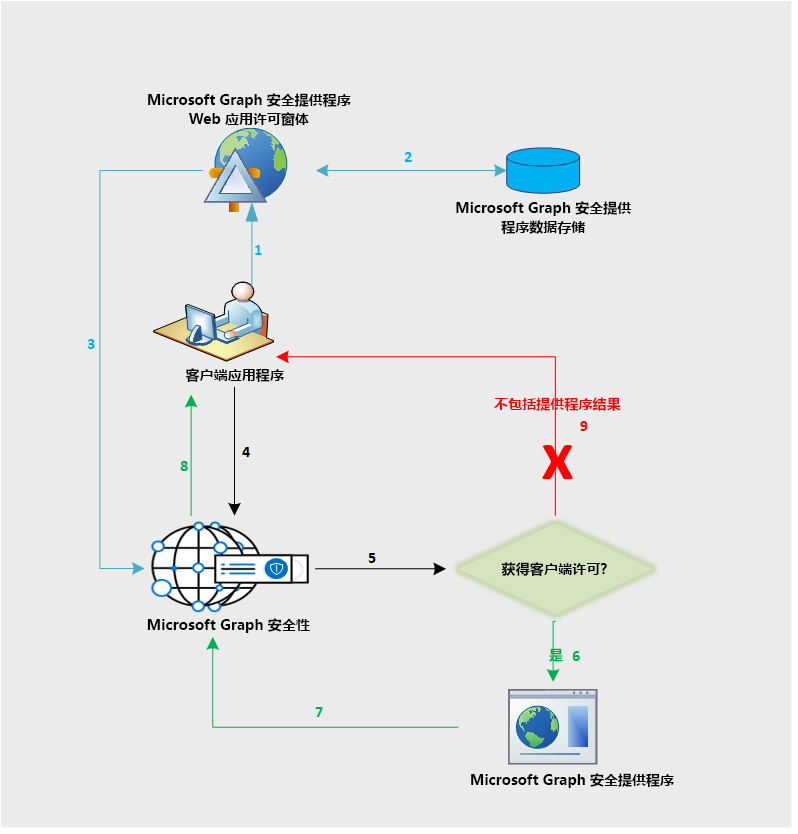 Microsoft Graph 安全提供程序
Web 应用许可窗体
2
Microsoft Graph 安全提供
程序数据存储
1
3
客户端应用程序
不包括提供程序结果
9
8
4
X
5
获得客户端许可?
Microsoft Graph 安全性
是 6
7
Microsoft Graph 安全提供程序